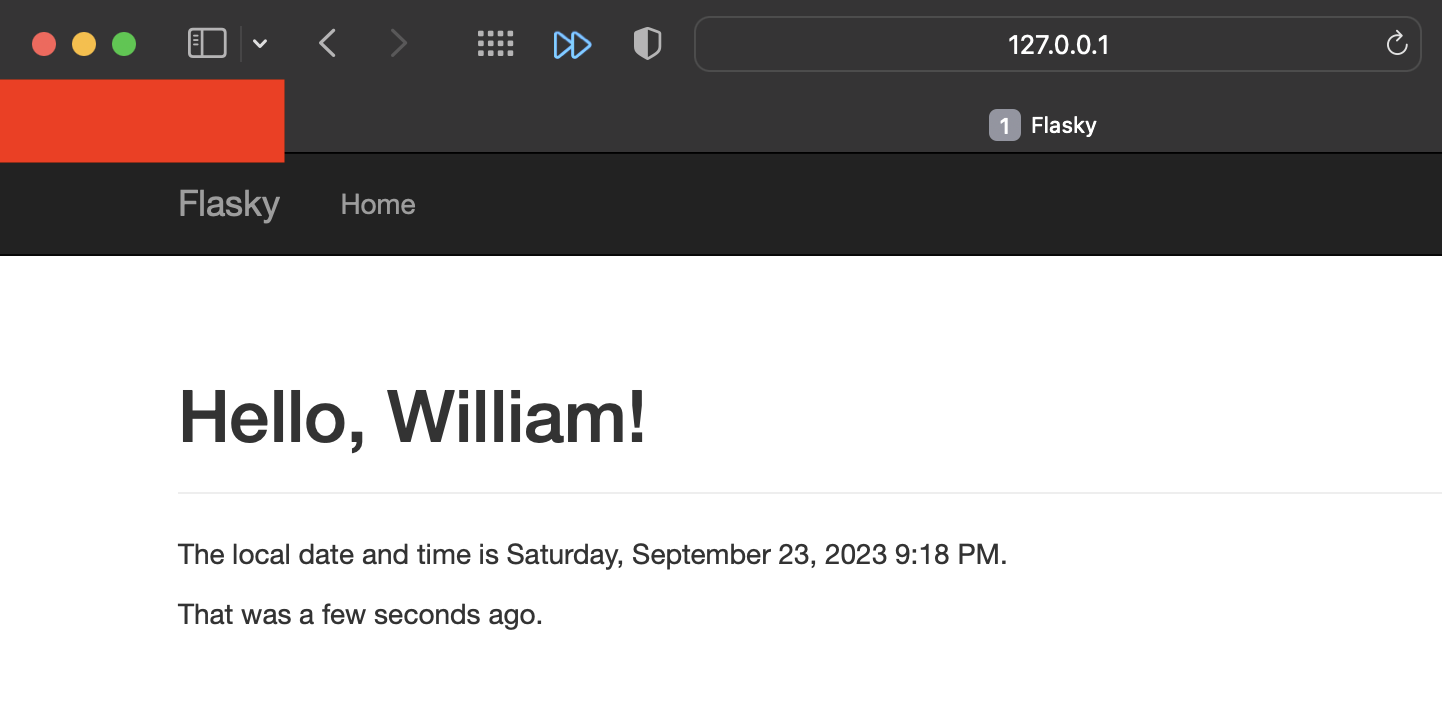 127.0.0.1
1 Flasky
Flasky Home
Hello, William!
The local date and time is Saturday, September 23, 2023 9:18 PM.
That was a few seconds ago.